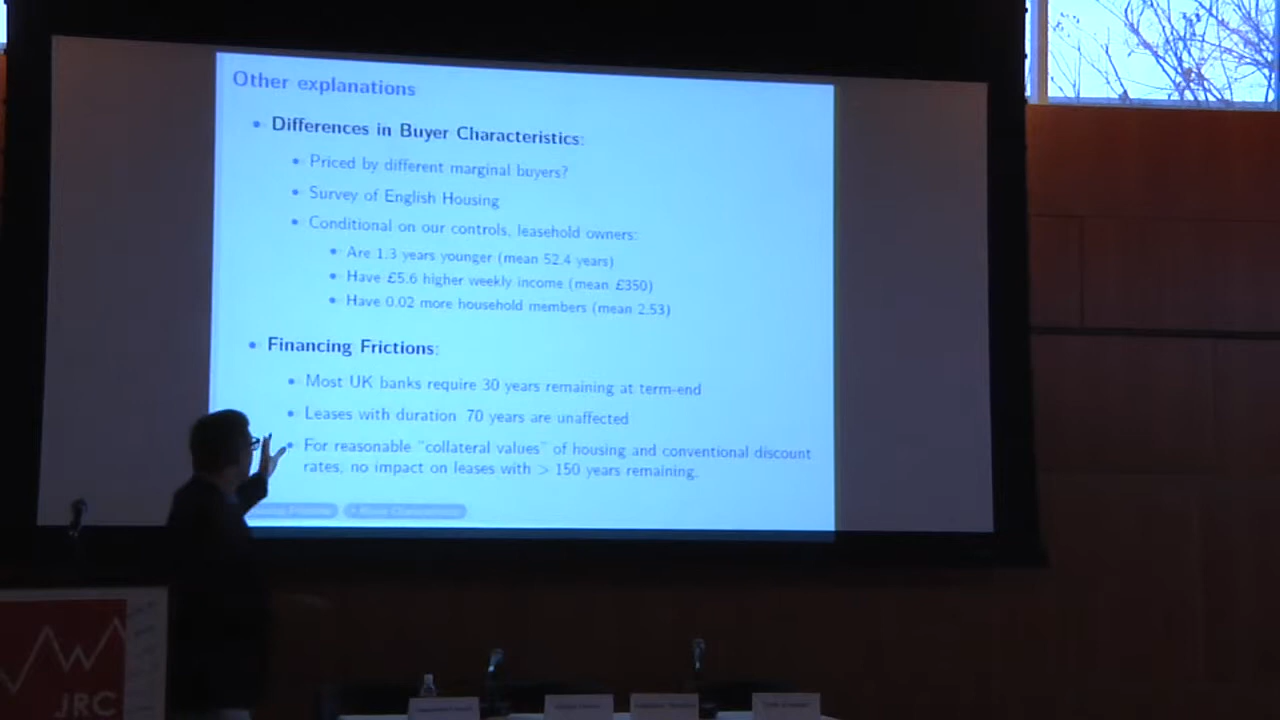 Other explanations
• Differences in Buyer Characteristics:
• Priced by different marginal buyers?
• Survey of English Housing
• Conditional on our controls, leasehold owners:
• Are 1.3 years younger (mean 52.4 years)
• Have £5.6 higher weekly income (mean £350)
• Have 0.02 more household members (mean 2.53)
• Financing Frictions:
• Most UK banks require 30 years remaining at term-end
• Leases with duration 70 years are unaffected
• For reasonable "collateral values" of housing and conventional discount
rates, no impact on leases with > 150 years remaining.
JRC